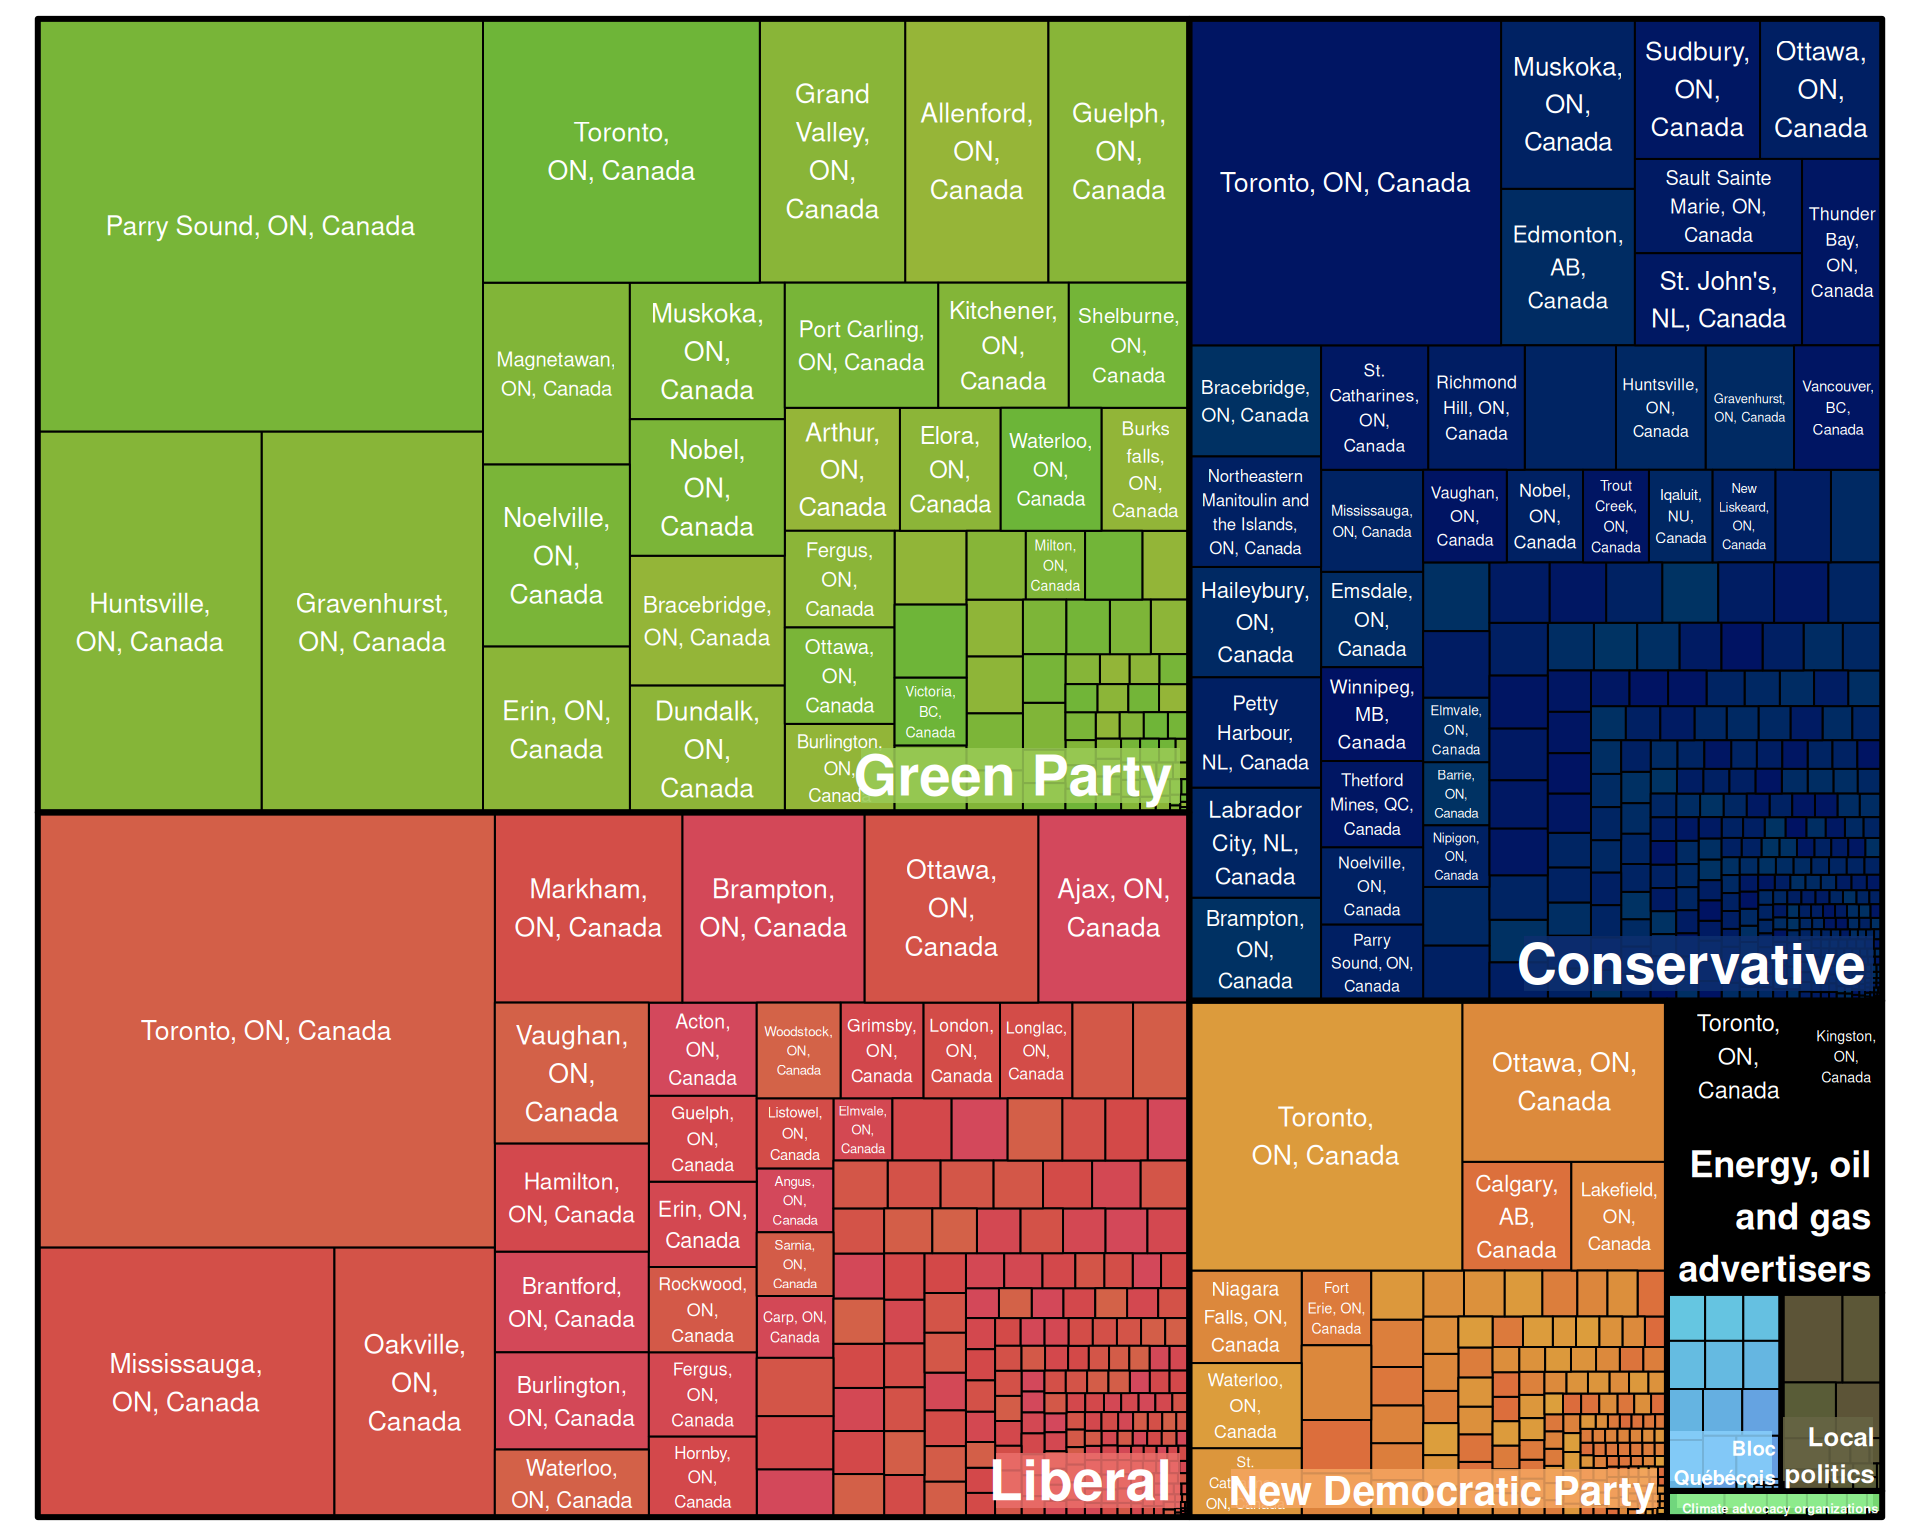 Parry Sound, ON, Canada
Toronto,
ON, Canada
Grand
Valley,
ON,
Canada
Allenford,
ON,
Canada
Guelph,
ON,
Canada
Huntsville,
ON, Canada
Gravenhurst,
ON, Canada
Magnetawan,
ON, Canada
Noelville,
ON,
Canada
Erin, ON,
Canada
Muskoka,
ON,
Canada
Nobel,
ON,
Canada
Bracebridge,
ON, Canada
Dundalk,
ON,
Canada
Port Carling,
ON, Canada
Kitchener,
ON,
Canada
Shelburne,
ON,
Canada
Arthur,
ON,
Canada
Elora,
ON,
Canada
Waterloo,
ON,
Canada
Burks
falls,
ON,
Canada
Fergus,
ON,
Canada
Ottawa,
ON,
Canada
Burlington,
ON,
Canada
Milton,
ON,
Canada
Victoria,
BC,
Canada
Green Party
Toronto, ON, Canada
Muskoka,
ON,
Canada
Edmonton,
AB,
Canada
Sudbury,
ON,
Canada
Ottawa,
ON,
Canada
Sault Sainte
Marie, ON,
Canada
St. John's,
NL, Canada
Thunder
Bay,
ON,
Canada
Bracebridge,
ON, Canada
Northeastern
Manitoulin and
the Islands,
ON, Canada
Haileybury,
ON,
Canada
Petty
Harbour,
NL, Canada
Labrador
City, NL,
Canada
Brampton,
ON,
Canada
St.
Catharines,
ON,
Canada
Richmond
Hill, ON,
Canada
Huntsville,
ON,
Canada
Gravenhurst,
ON, Canada
Vancouver,
BC,
Canada
Mississauga,
ON, Canada
Emsdale,
ON,
Canada
Winnipeg,
MB,
Canada
Thetford
Mines, QC,
Canada
Noelville,
ON,
Canada
Parry
Sound, ON,
Canada
Vaughan,
ON,
Canada
Nobel,
ON,
Canada
Trout
Creek,
ON,
Canada
Iqaluit,
NU,
Canada
New
Liskeard,
ON,
Canada
Elmvale,
ON,
Canada
Barrie,
ON,
Canada
Nipigon,
ON,
Canada
Conservative
Toronto, ON, Canada
Mississauga,
ON, Canada
Oakville,
ON,
Canada
Markham,
ON, Canada
Brampton,
ON, Canada
Ottawa,
ON,
Canada
Ajax, ON,
Canada
Vaughan,
ON,
Canada
Hamilton,
ON, Canada
Brantford,
ON, Canada
Burlington,
ON, Canada
Waterloo,
ON, Canada
Acton,
ON,
Canada
Guelph,
ON,
Canada
Erin, ON,
Canada
Rockwood,
ON,
Canada
Fergus,
ON,
Canada
Hornby,
ON,
Canada
Woodstock,
ON,
Canada
Grimsby,
ON,
Canada
London,
ON,
Canada
Longlac,
ON,
Canada
Listowel,
ON,
Canada
Elmvale,
ON,
Canada
Angus,
ON,
Canada
Sarnia,
ON,
Canada
Carp, ON,
Canada
Liberal
Toronto,
ON, Canada
Ottawa, ON,
Canada
Calgary,
AB,
Canada
Lakefield,
ON,
Canada
Niagara
Falls, ON,
Canada
Fort
Erie, ON,
Canada
Waterloo,
ON,
Canada
St.
ON,
New Democratic Party
Toronto,
ON,
Canada
Kingston,
ON,
Canada
Energy, oil
and gas
advertisers
Bloc
Québécois
Local
politics
Climate advocacy organizations